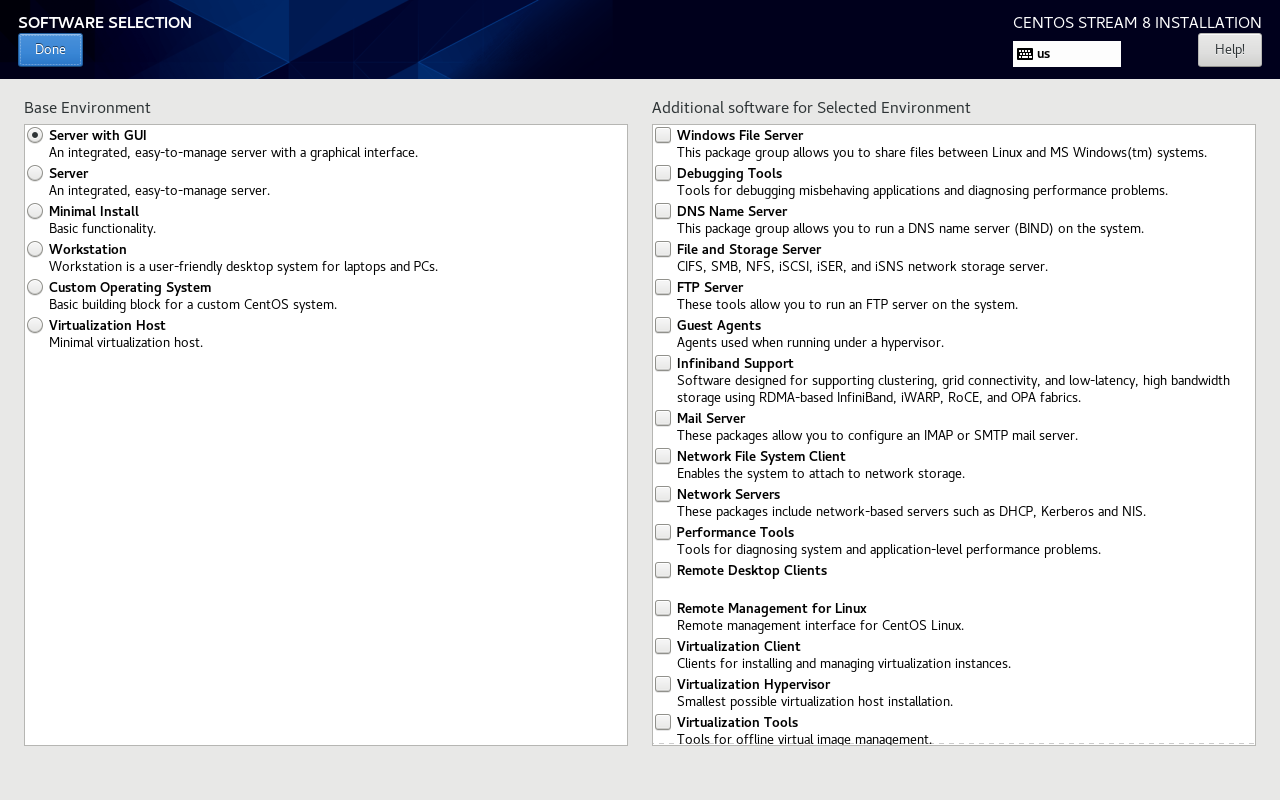 SOFTWARE SELECTION
CENTOS STREAM 8 INSTALLATION
Done
us
Help!
Base Environment
Server with GUI
An integrated, easy-to-manage server with a graphical interface.
Server
An integrated, easy-to-manage server.
Minimal Install
Basic functionality.
Workstation
Workstation is a user-friendly desktop system for laptops and PCs.
Custom Operating System
Basic building block for a custom CentOS system.
Virtualization Host
Minimal virtualization host.
Additional software for Selected Environment
Windows File Server
This package group allows you to share files between Linux and MS Windows(tm) systems.
Debugging Tools
Tools for debugging misbehaving applications and diagnosing performance problems.
DNS Name Server
This package group allows you to run a DNS name server (BIND) on the system.
File and Storage Server
CIFS, SMB, NFS, iSCSI, iSER, and iSNS network storage server.
FTP Server
These tools allow you to run an FTP server on the system.
Guest Agents
Agents used when running under a hypervisor.
Infiniband Support
Software designed for supporting clustering, grid connectivity, and low-latency, high bandwidth
storage using RDMA-based InfiniBand, iWARP, RoCE, and OPA fabrics.
Mail Server
These packages allow you to configure an IMAP or SMTP mail server.
Network File System Client
Enables the system to attach to network storage.
Network Servers
These packages include network-based servers such as DHCP, Kerberos and NIS.
Performance Tools
Tools for diagnosing system and application-level performance problems.
Remote Desktop Clients
Remote Management for Linux
Remote management interface for CentOS Linux.
Virtualization Client
Clients for installing and managing virtualization instances.
Virtualization Hypervisor
Smallest possible virtualization host installation.
Virtualization Tools
Tools for offline virtual image management.